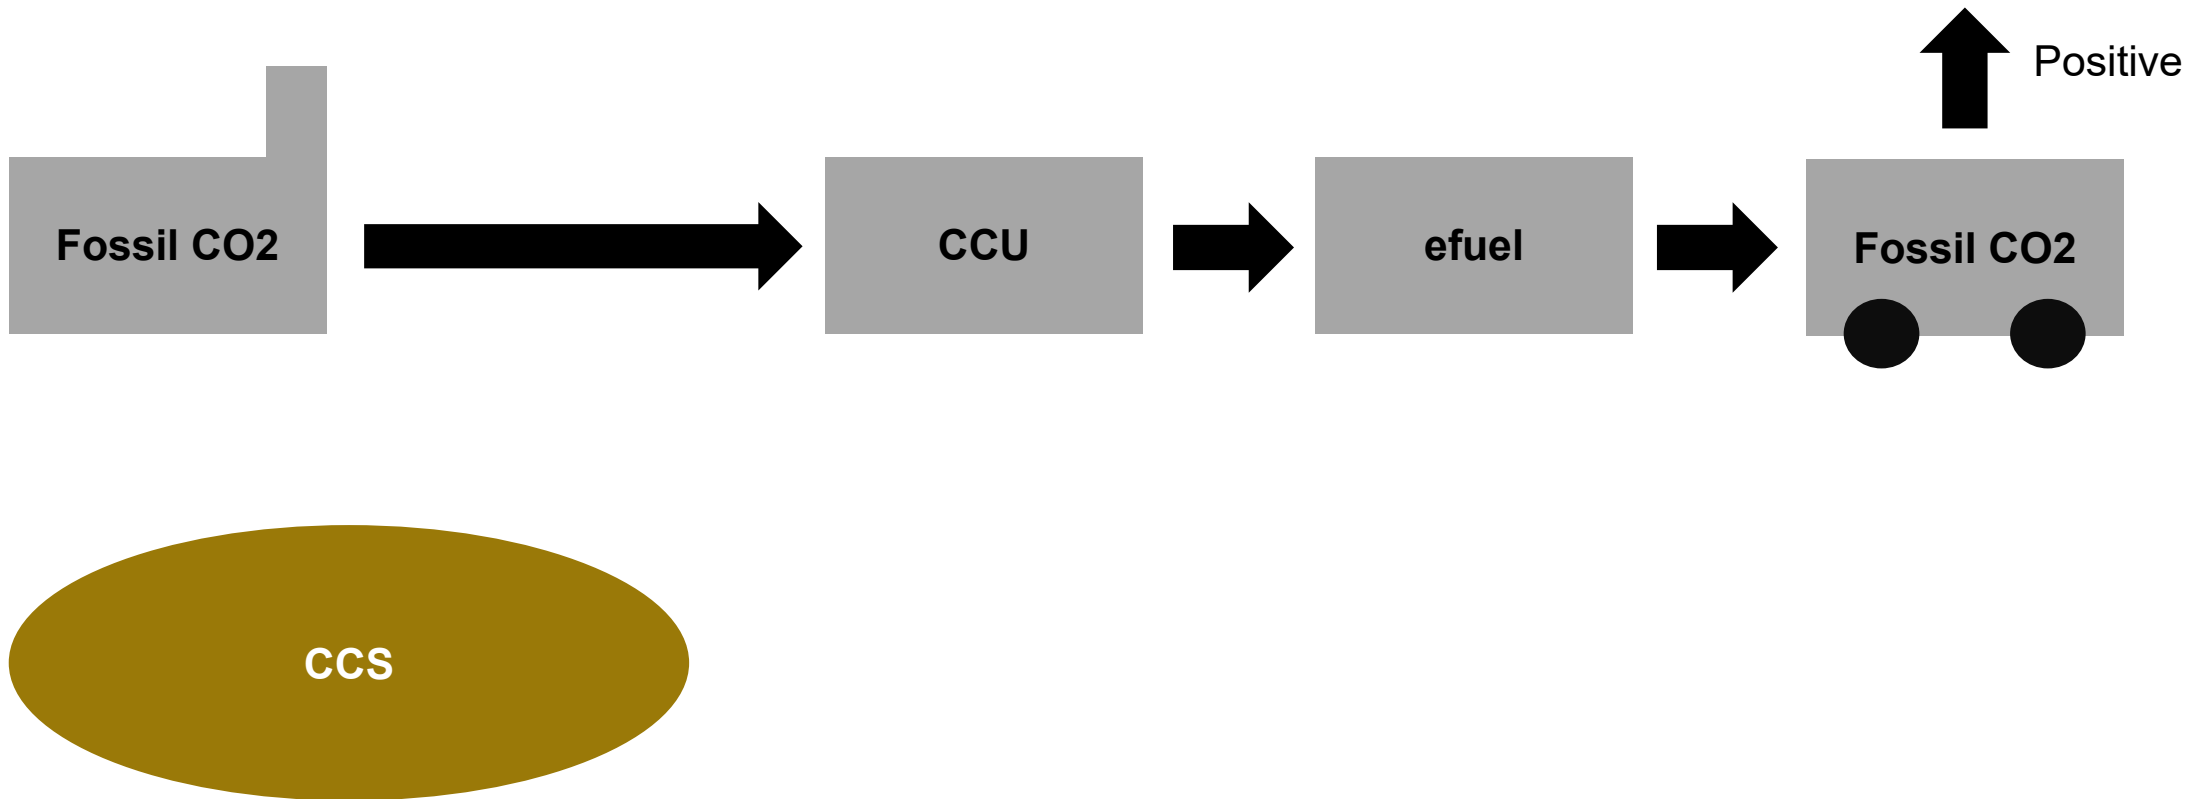 Positive
Fossil CO2
CCU
efuel
Fossil CO2
CCS